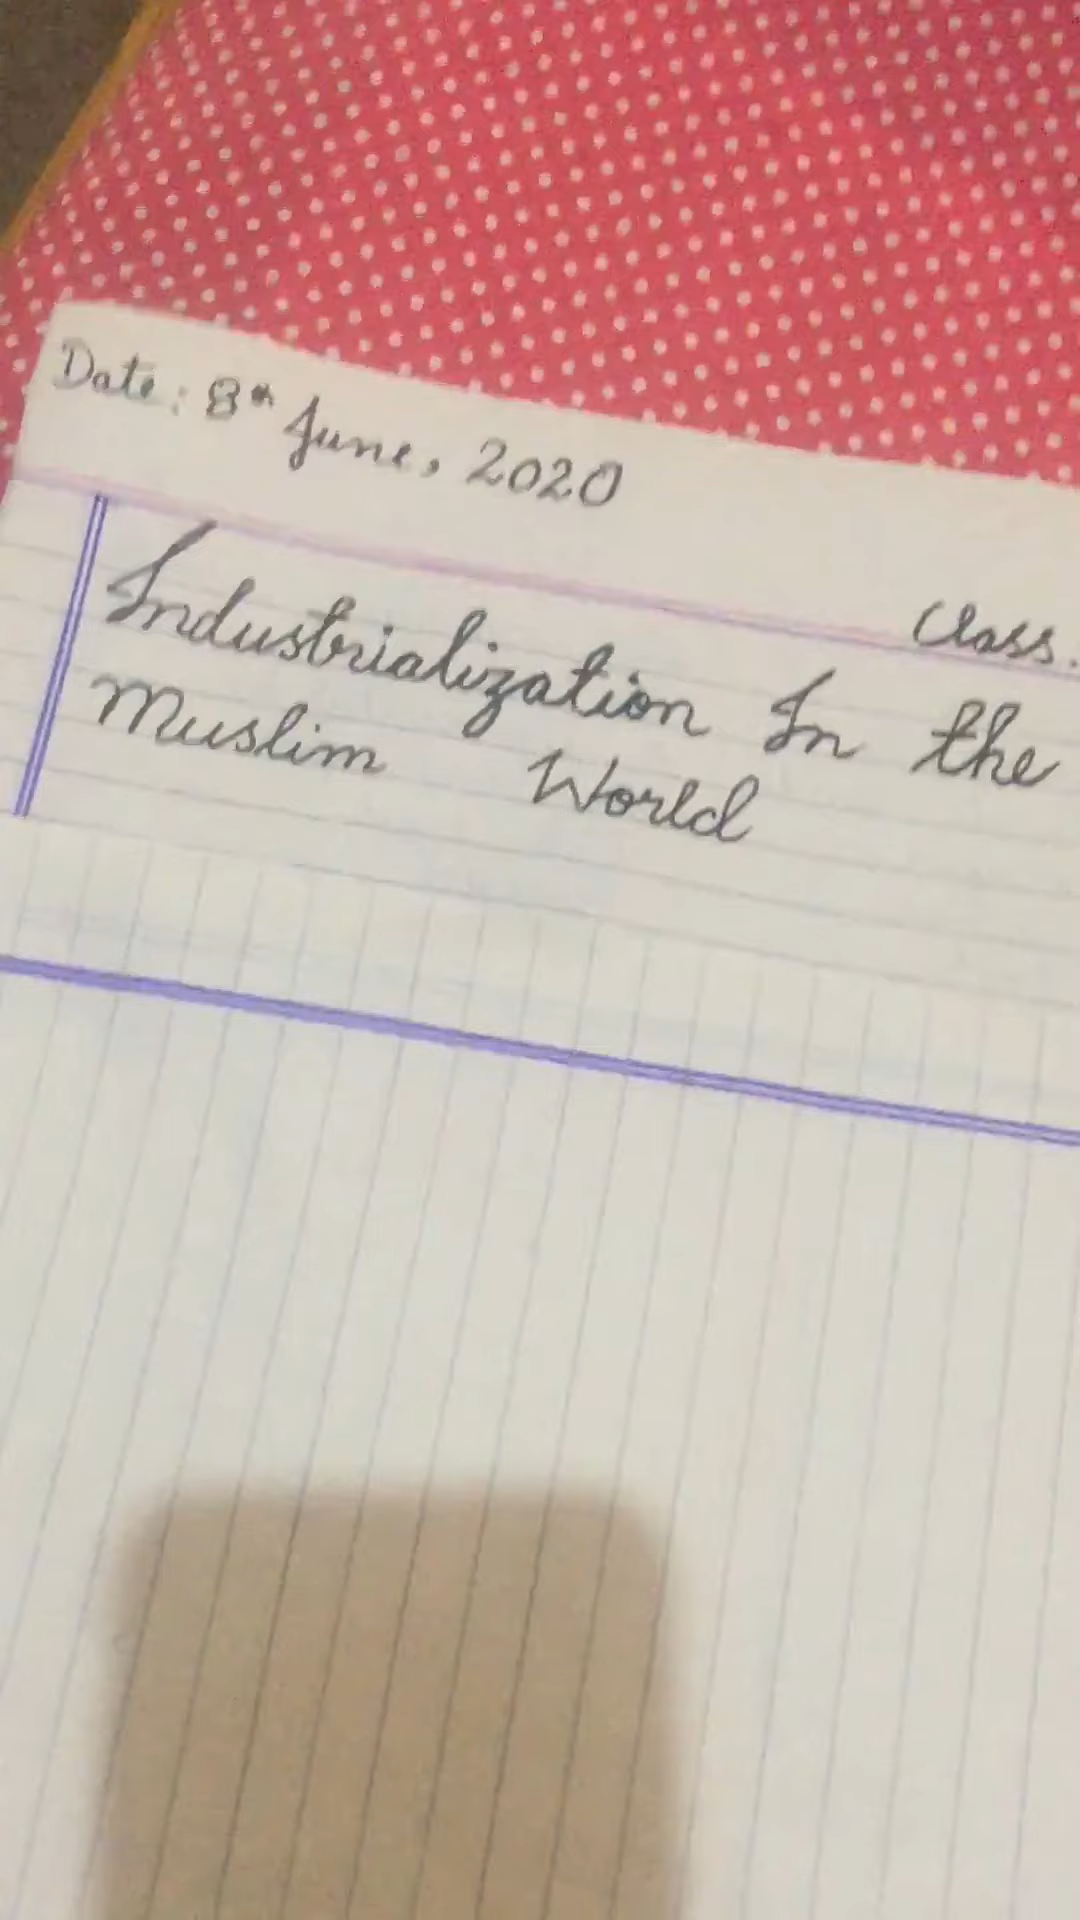 Date: 8th June, 2020
Class.
Industrialization In the
Muslim World